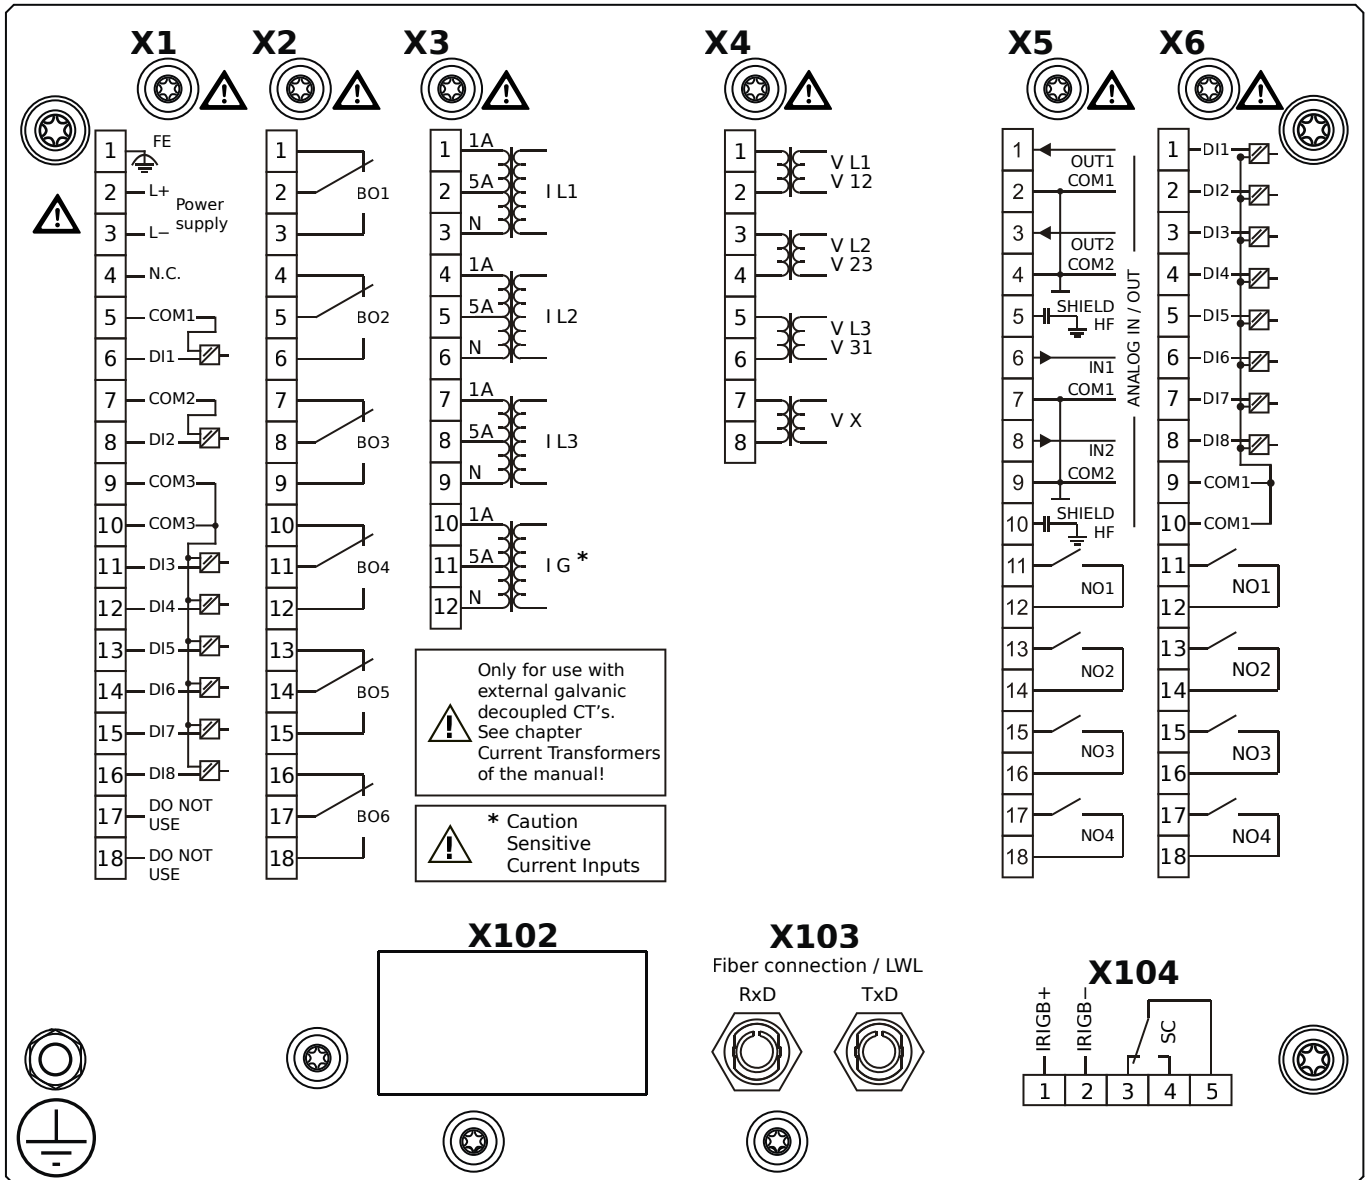 X1
X2
X3
X4
X5
X6
1
FE
2
L+
Power
supply
3
L−
4
N.C.
5
COM1
6
DI1
7
COM2
8
DI2
9
COM3
10
COM3
11
DI3
12
DI4
13
DI5
14
DI6
15
DI7
16
DI8
17
DO NOT
USE
18
DO NOT
USE
1
2
BO1
3
4
5
BO2
6
7
8
BO3
9
10
11
BO4
12
13
14
BO5
15
16
17
BO6
18
1
1A
2
5A
I L1
3
N
4
1A
5
5A
I L2
6
N
7
1A
8
5A
I L3
9
N
10
1A
11
5A
I G *
12
N
Only for use with
external galvanic
decoupled CT's.
See chapter
Current Transformers
of the manual!
* Caution
Sensitive
Current Inputs
1
V L1
2
V 12
3
V L2
4
V 23
5
V L3
6
V 31
7
V X
8
1
OUT1
2
COM1
3
OUT2
4
COM2
5
SHIELD
HF
6
IN1
7
COM1
8
IN2
9
COM2
10
SHIELD
HF
ANALOG IN / OUT
11
NO1
12
13
NO2
14
15
NO3
16
17
NO4
18
1
DI1
2
DI2
3
DI3
4
DI4
5
DI5
6
DI6
7
DI7
8
DI8
9
COM1
10
COM1
11
NO1
12
13
NO2
14
15
NO3
16
17
NO4
18
X102
X103
Fiber connection / LWL
RxD
TxD
X104
IRIGB+
IRIGB−
SC
1
2
3
4
5